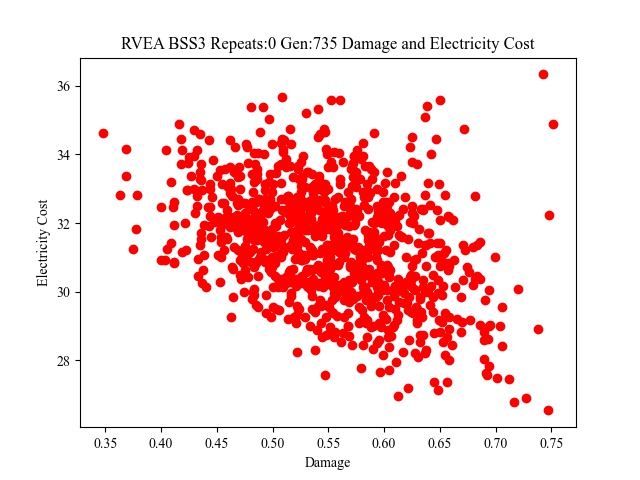 RVEA BSS3 Repeats:0 Gen:735 Damage and Electricity Cost
36
34
32
30
28
Electricity Cost
0.35 0.40 0.45 0.50 0.55 0.60 0.65 0.70 0.75
Damage